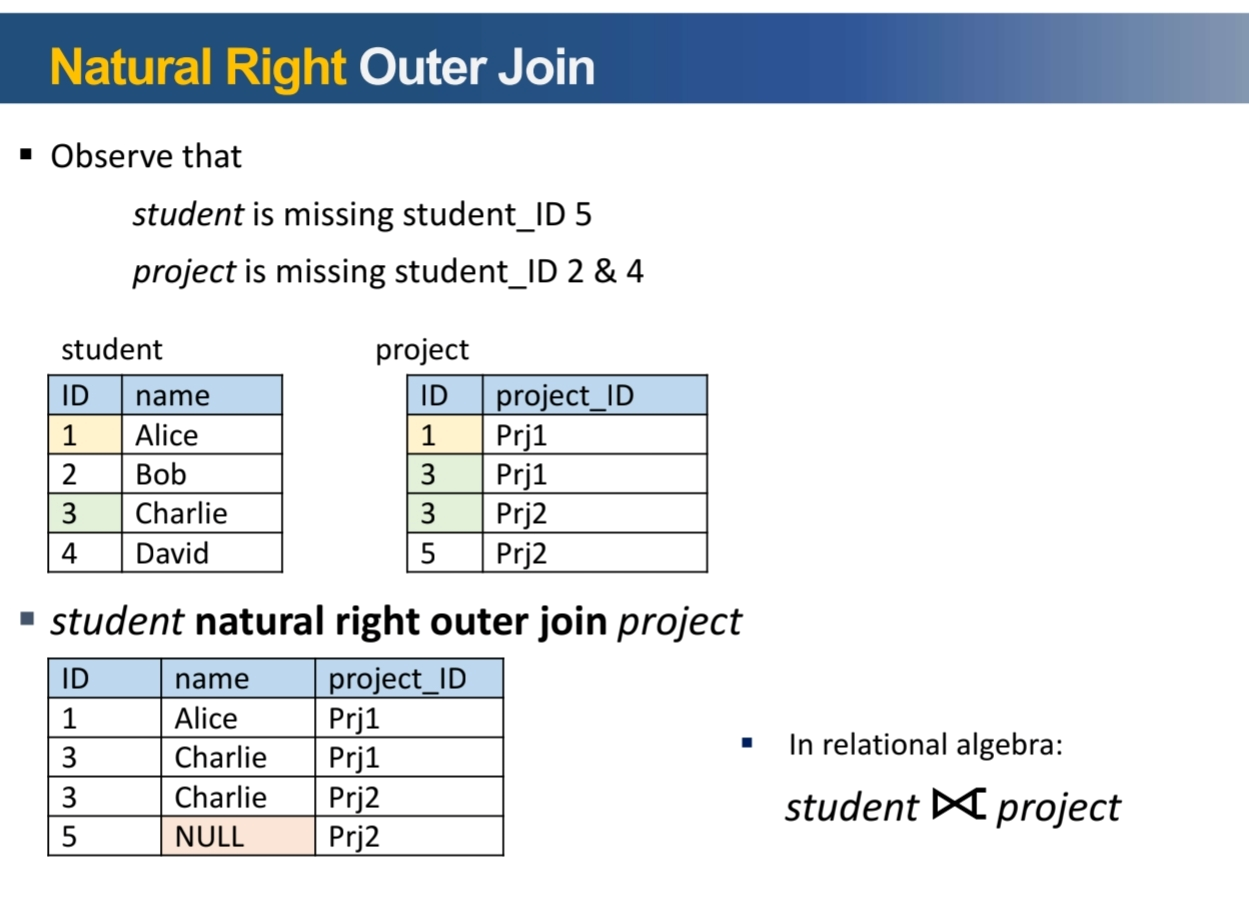 Natural Right Outer Join
▪ Observe that
student is missing student_ID 5
project is missing student_ID 2 & 4
student
ID name
1 Alice
2 Bob
3 Charlie
4 David
project
ID project_ID
1 Prj1
3 Prj1
3 Prj2
5 Prj2
▪ student natural right outer join project
ID name project_ID
1 Alice Prj1
3 Charlie Prj1
3 Charlie Prj2
5 NULL Prj2
▪ In relational algebra:
student ⟖ project